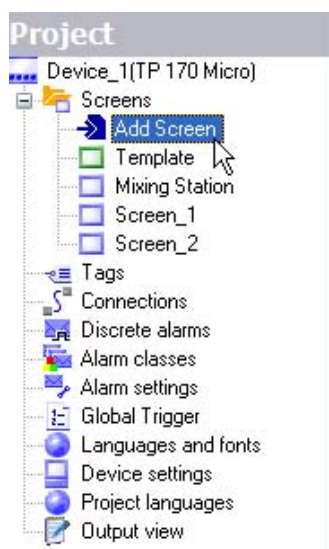 Project
Device_1(TP 170 Micro)
Screens
Add Screen
Template
Mixing Station
Screen_1
Screen_2
Tags
Connections
Discrete alarms
Alarm classes
Alarm settings
Global Trigger
Languages and fonts
Device settings
Project languages
Output view